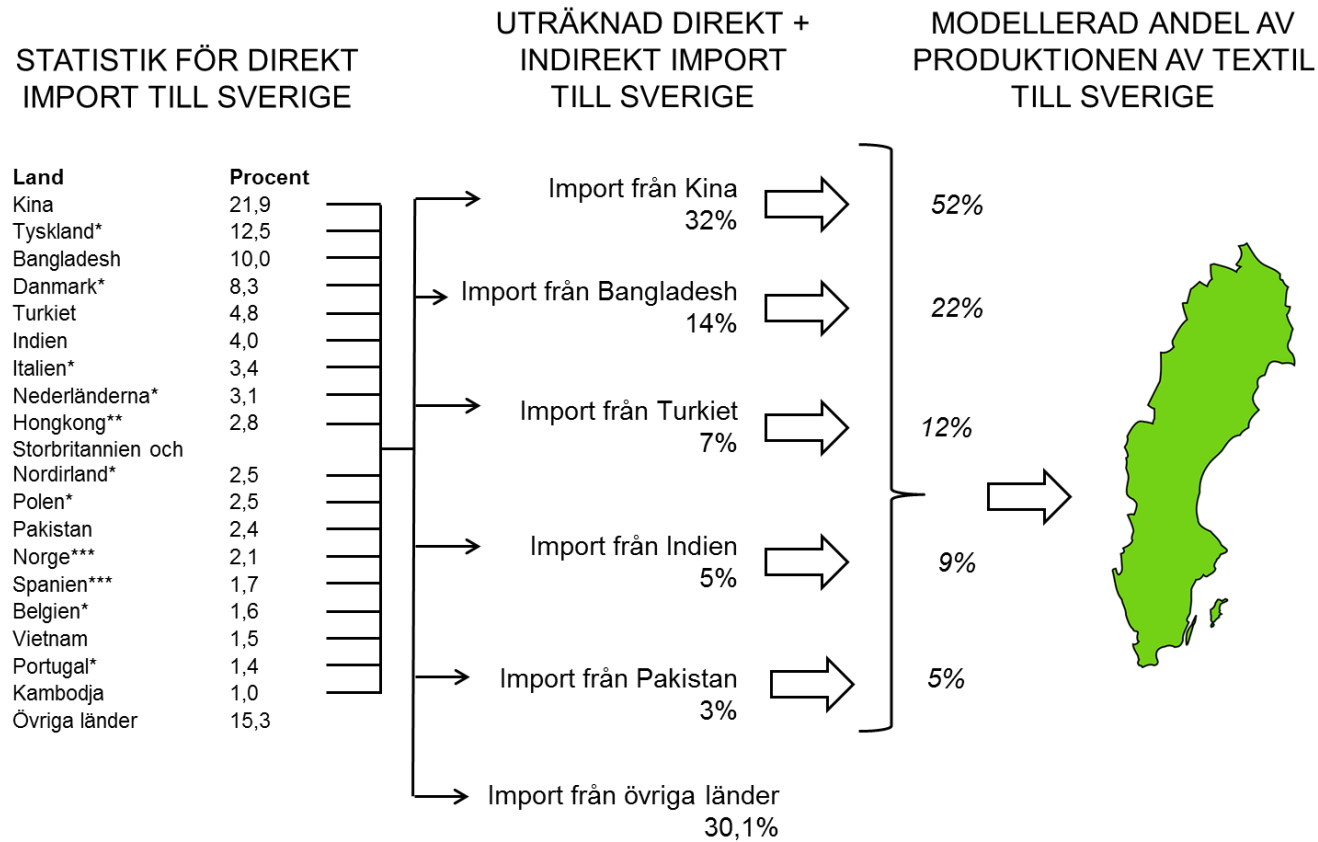 STATISTIK FÖR DIREKT
IMPORT TILL SVERIGE
Land Procent
Kina 21,9
Tyskland* 12,5
Bangladesh 10,0
Danmark* 8,3
Turkiet 4,8
Indien 4,0
Italien* 3,4
Nederländerna* 3,1
Hongkong** 2,8
Storbritannien och
Nordirland* 2,5
Polen* 2,5
Pakistan 2,4
Norge*** 2,1
Spanien*** 1,7
Belgien* 1,6
Vietnam 1,5
Portugal* 1,4
Kambodja 1,0
Övriga länder 15,3
UTRÄKNAD DIREKT +
INDIREKT IMPORT
TILL SVERIGE
Import från Kina
32%
Import från Bangladesh
14%
Import från Turkiet
7%
Import från Indien
5%
Import från Pakistan
3%
Import från övriga länder
30,1%
MODELLERAD ANDEL AV
PRODUKTIONEN AV TEXTIL
TILL SVERIGE
52%
22%
12%
9%
5%